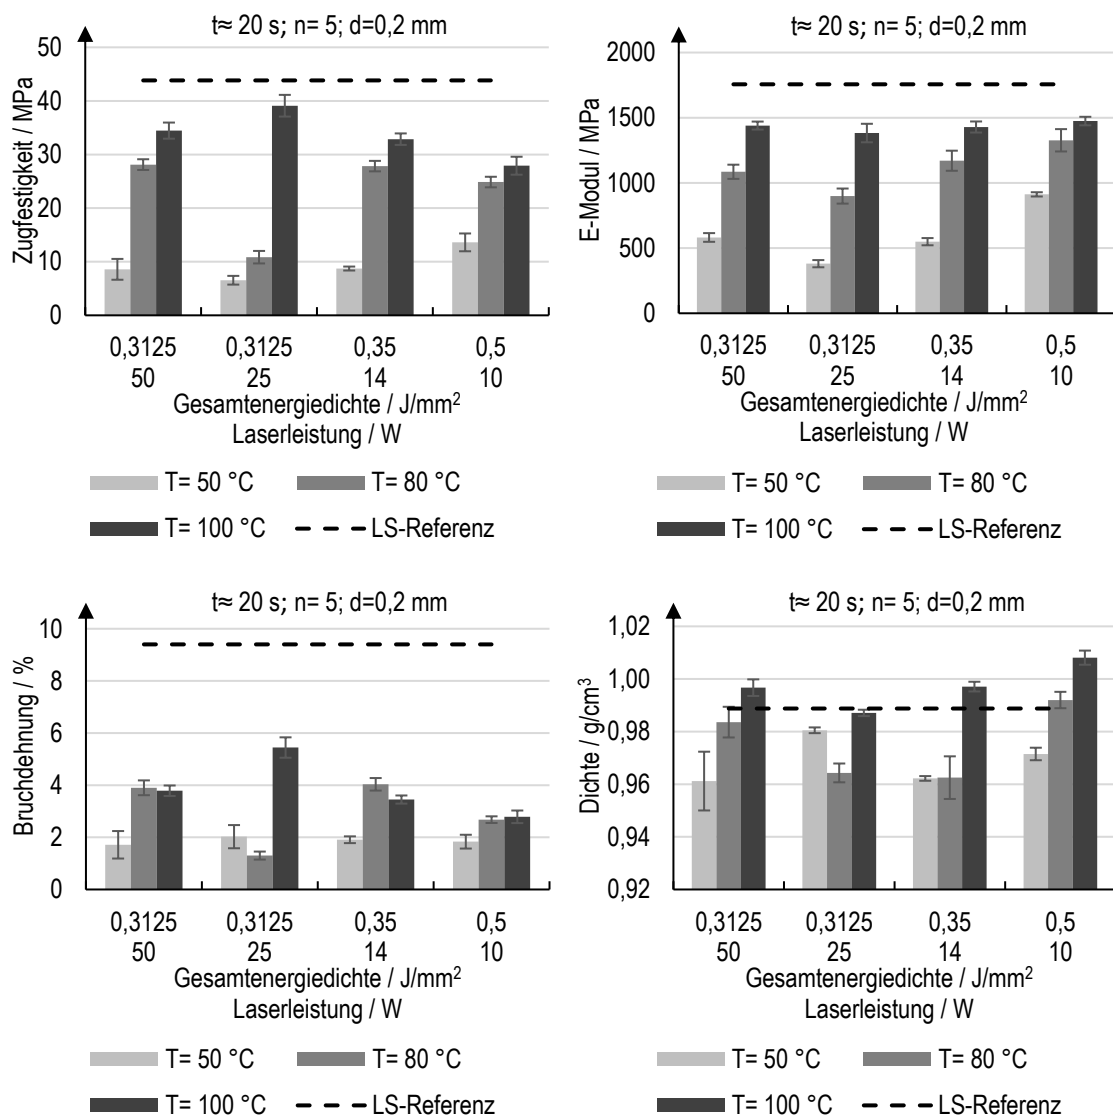 t≈ 20 s; n= 5; d=0,2 mm
Zugfestigkeit / MPa
50
40
30
20
10
0
0,3125 0,3125 0,35 0,5
50 25 14 10
Gesamtenergiedichte / J/mm²
Laserleistung / W
T= 50 °C T= 80 °C
T= 100 °C LS-Referenz
t≈ 20 s; n= 5; d=0,2 mm
E-Modul / MPa
2000
1500
1000
500
0
0,3125 0,3125 0,35 0,5
50 25 14 10
Gesamtenergiedichte / J/mm²
Laserleistung / W
T= 50 °C T= 80 °C
T= 100 °C LS-Referenz
t≈ 20 s; n= 5; d=0,2 mm
Bruchdehnung / %
10
8
6
4
2
0
0,3125 0,3125 0,35 0,5
50 25 14 10
Gesamtenergiedichte / J/mm²
Laserleistung / W
T= 50 °C T= 80 °C
T= 100 °C LS-Referenz
t≈ 20 s; n= 5; d=0,2 mm
Dichte / g/cm³
1,02
1,00
0,98
0,96
0,94
0,92
0,3125 0,3125 0,35 0,5
50 25 14 10
Gesamtenergiedichte / J/mm²
Laserleistung / W
T= 50 °C T= 80 °C
T= 100 °C LS-Referenz